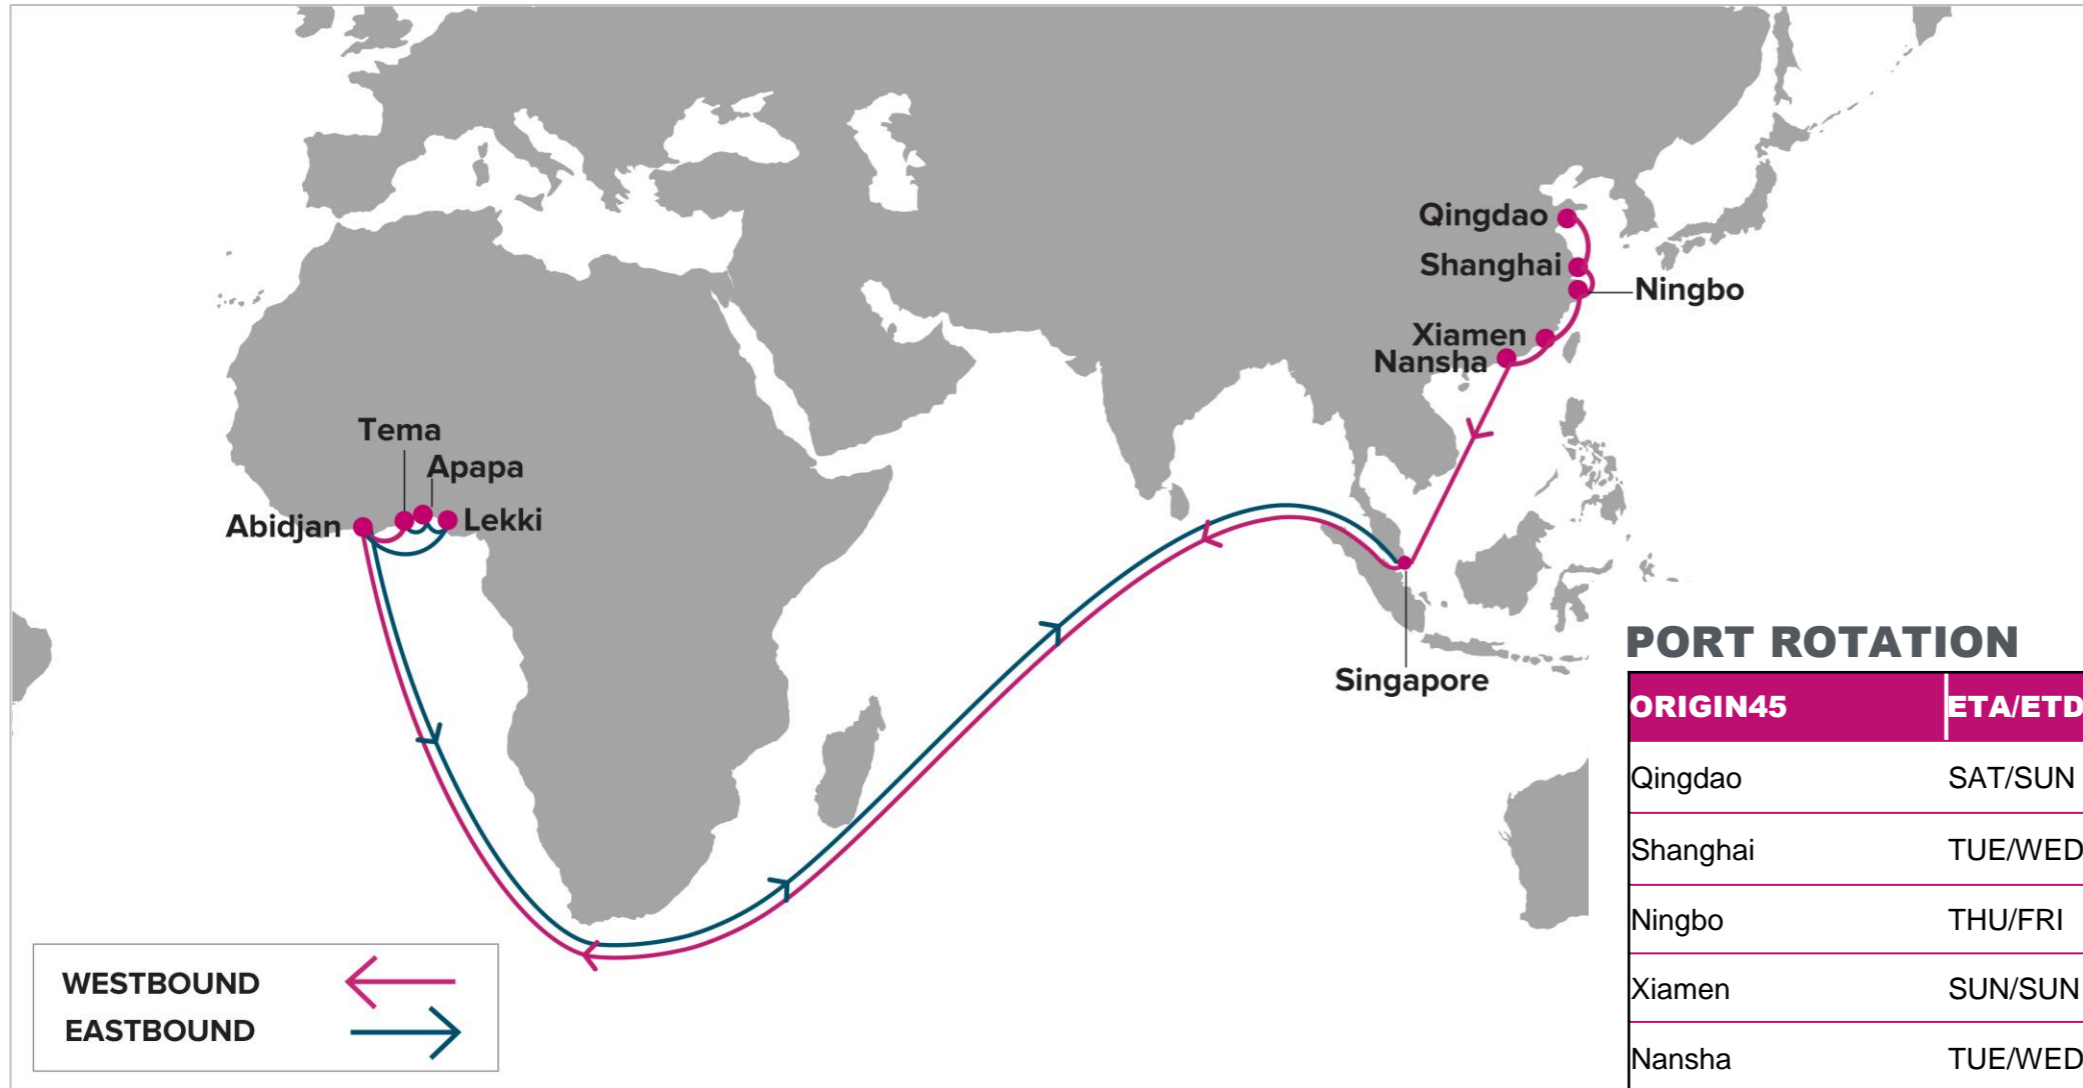 Qingdao
Shanghai
Ningbo
Xiamen
Nansha
Tema
Apapa
Abidjan
Lekki
Singapore
PORT ROTATION
ORIGIN45 ETA/ETD
Qingdao SAT/SUN
Shanghai TUE/WED
Ningbo THU/FRI
Xiamen SUN/SUN
Nansha TUE/WED
WESTBOUND
EASTBOUND